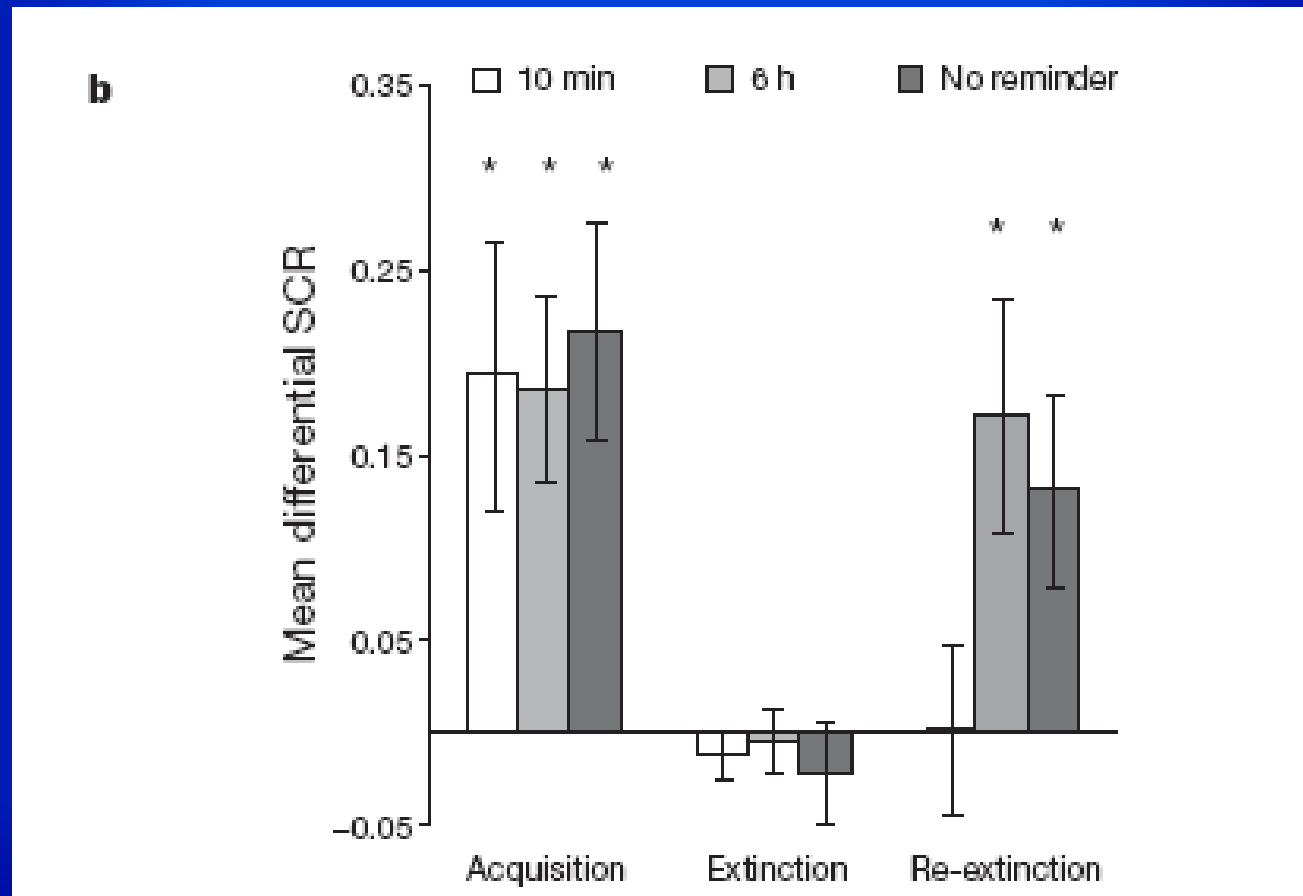 b
10 min 6 h No reminder
0.35
* * *
* *
0.25
0.15
0.05
−0.05
Mean differential SCR
Acquisition Extinction Re-extinction